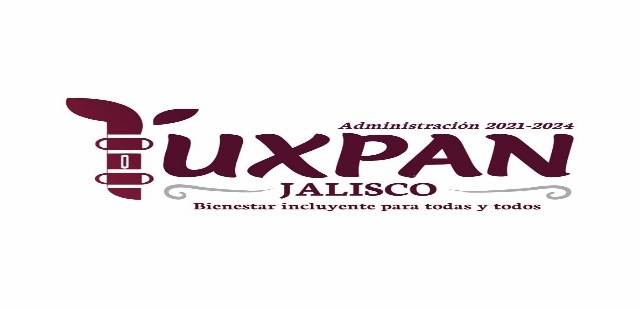 Administración 2021-2024
TUXPAN
JALISCO
Bienestar incluyente para todas y todos